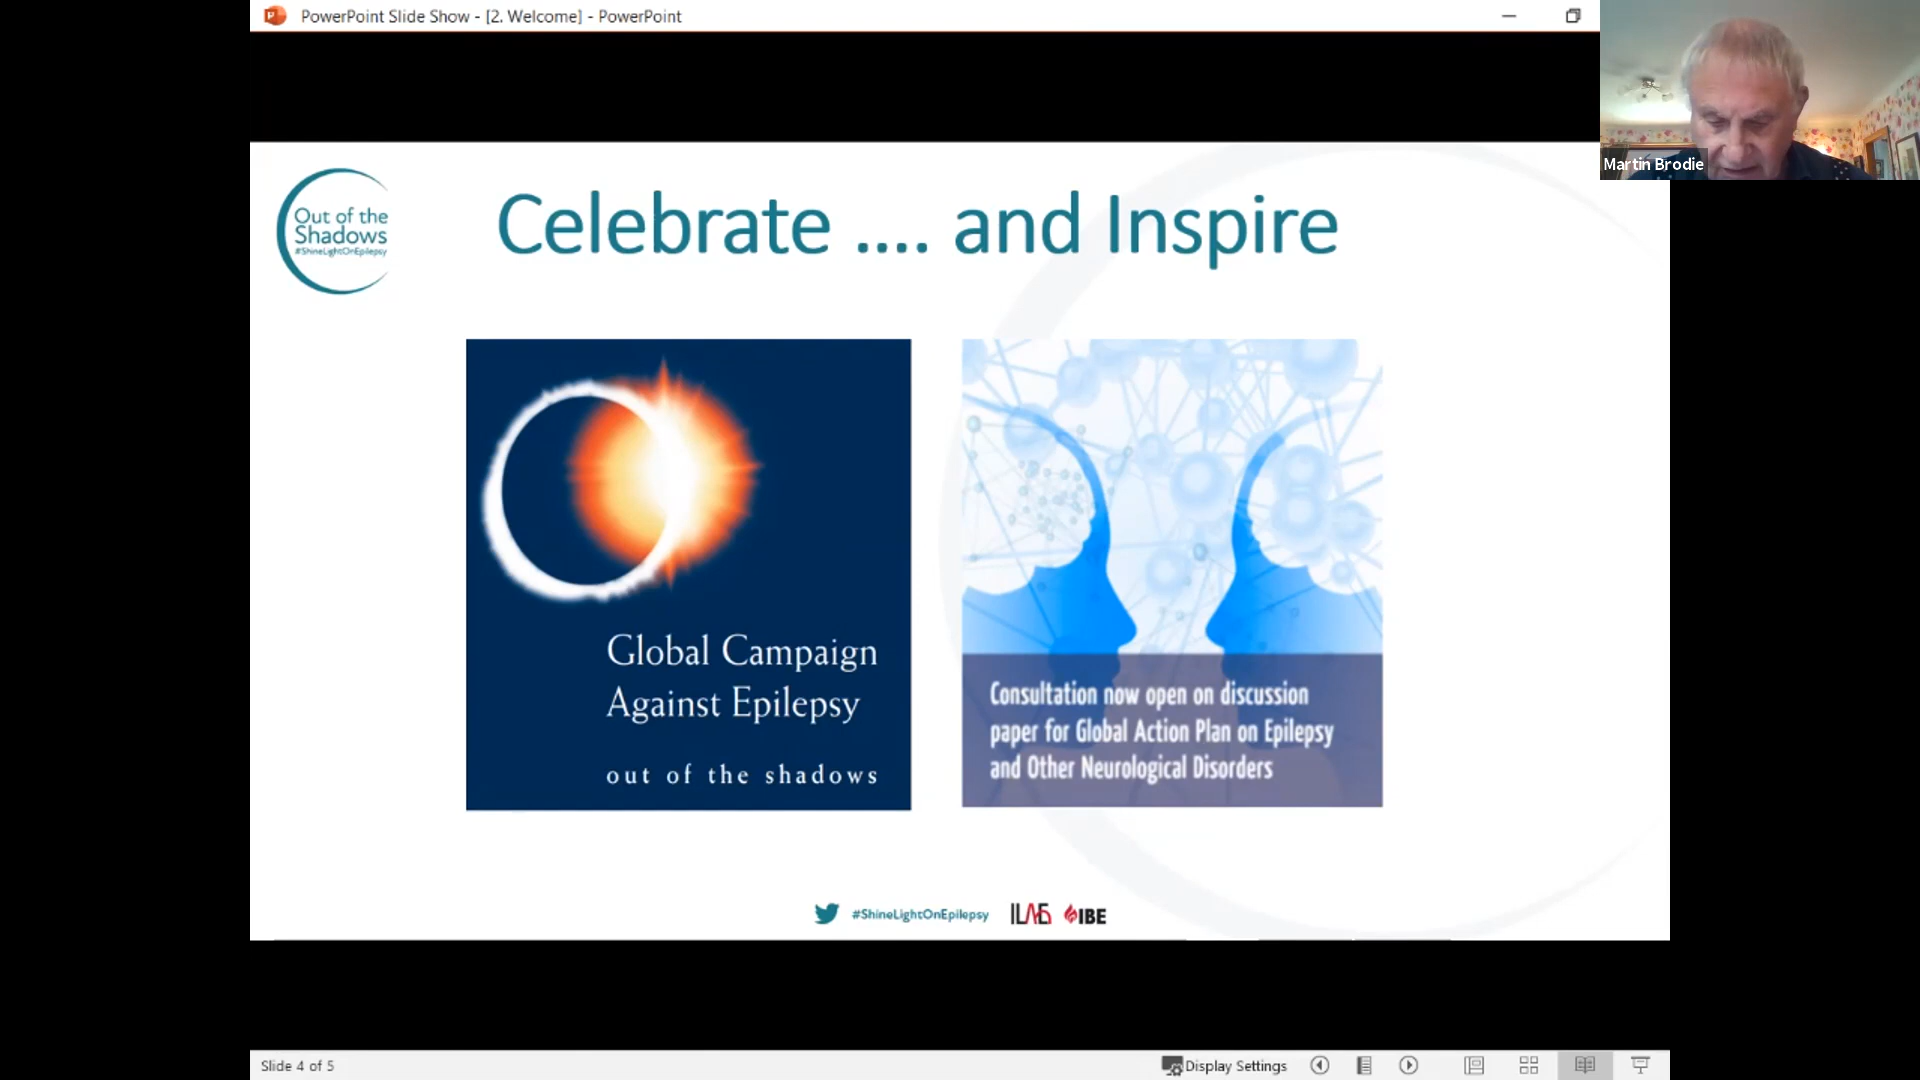 PowerPoint Slide Show - [2. Welcome] - PowerPoint
Martin Brodie
Out of the
Shadows
#ShineLightOnEpilepsy
Celebrate .... and Inspire
Global Campaign
Against Epilepsy
out of the shadows
Consultation now open on discussion
paper for Global Action Plan on Epilepsy
and Other Neurological Disorders
#ShineLightOnEpilepsy ILAE IBE
Slide 4 of 5
Display Settings